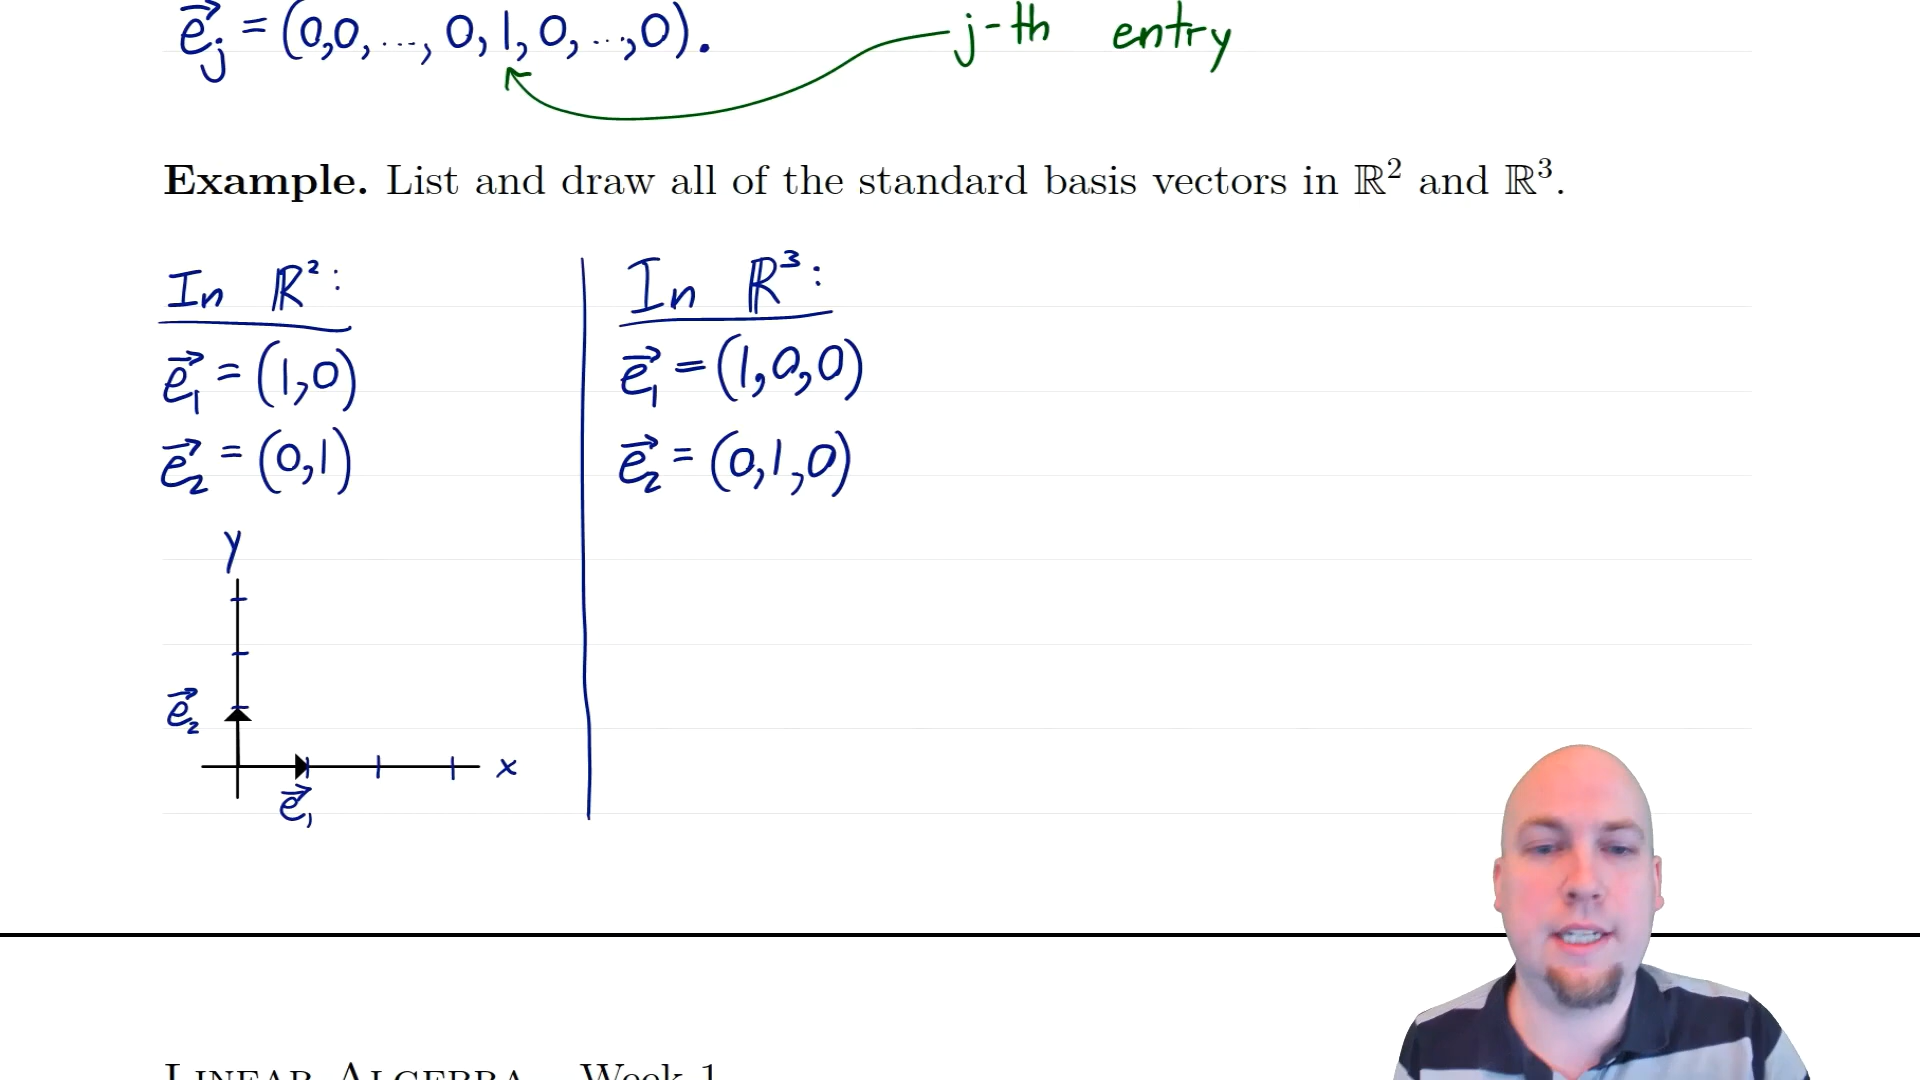 e⃗ⱼ = (0,0, ..., 0, 1, 0, ..., 0).
j-th entry
Example. List and draw all of the standard basis vectors in ℝ² and ℝ³.
In ℝ²:
e⃗₁ = (1,0)
e⃗₂ = (0,1)
y
e⃗₂
x
e⃗₁
In ℝ³:
e⃗₁ = (1,0,0)
e⃗₂ = (0,1,0)
LINEAR ALGEBRA – Week 1